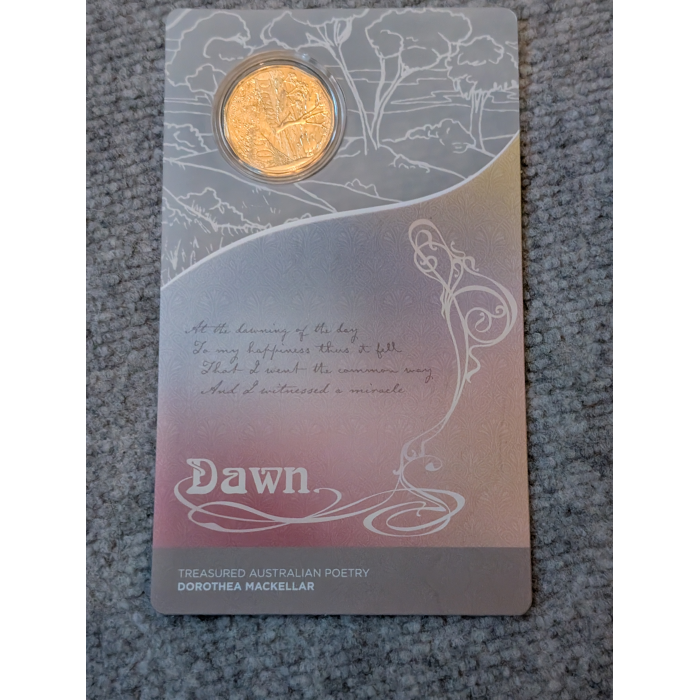 At the dawning of the day
To my happiness thus it fell
That I went the common way
And I witnessed a miracle
Dawn
TREASURED AUSTRALIAN POETRY
DOROTHEA MACKELLAR